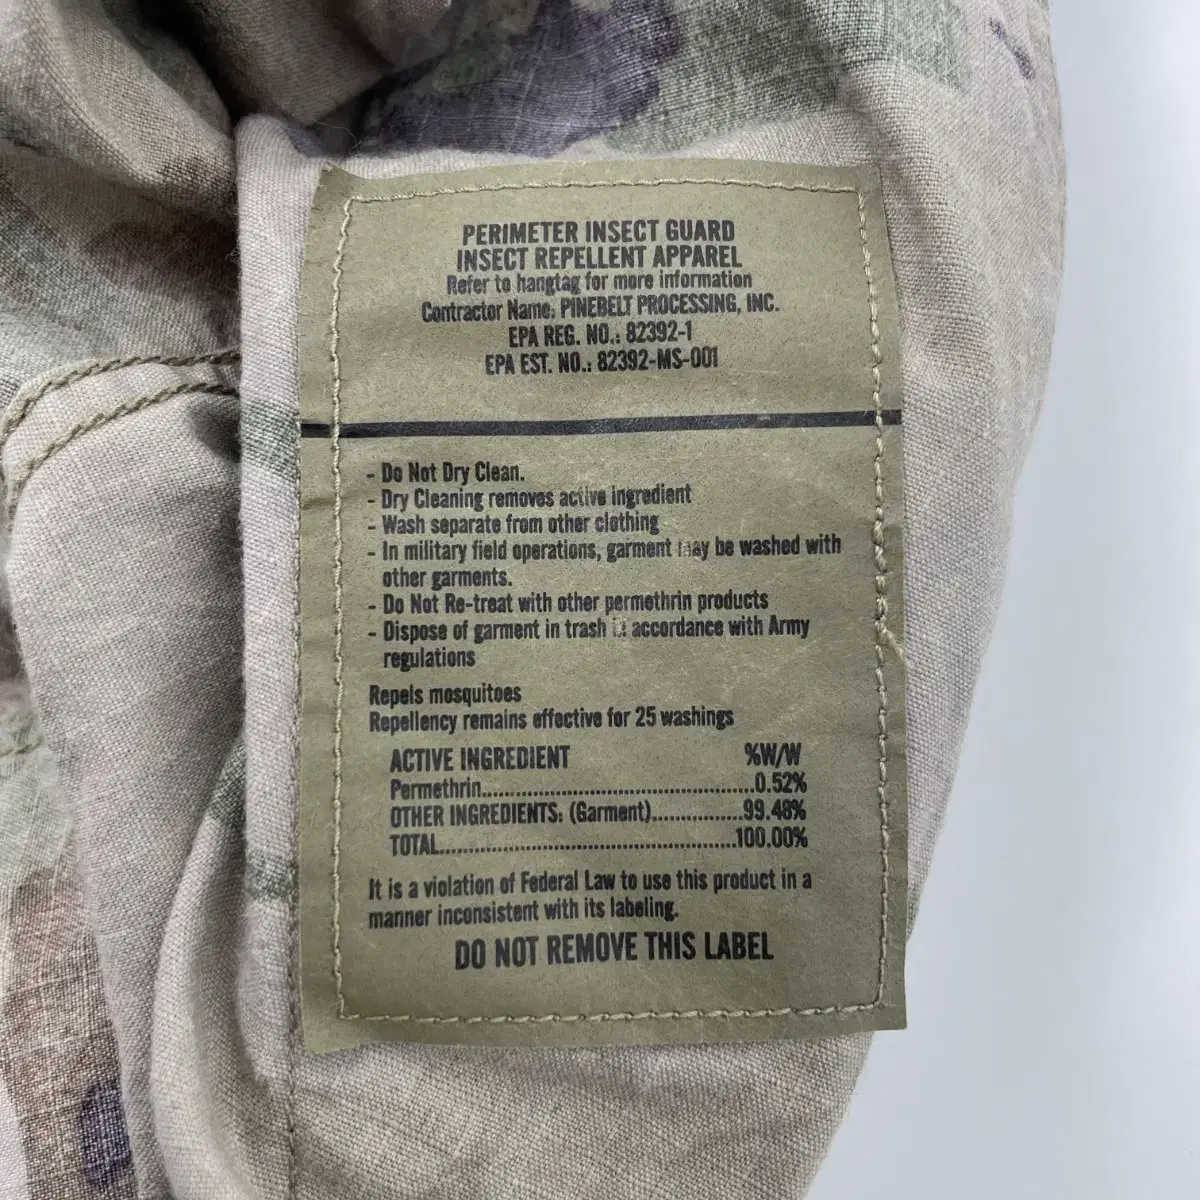 PERIMETER INSECT GUARD
INSECT REPELLENT APPAREL
Refer to hangtag for more information
Contractor Name: PINEBELT PROCESSING, INC.
EPA REG. NO.: 82392-1
EPA EST. NO.: 82392-MS-001
- Do Not Dry Clean.
- Dry Cleaning removes active ingredient
- Wash separate from other clothing
- In military field operations, garment may be washed with
other garments.
- Do Not Re-treat with other permethrin products
- Dispose of garment in trash in accordance with Army
regulations
Repels mosquitoes
Repellency remains effective for 25 washings
ACTIVE INGREDIENT %W/W
Permethrin.............................................0.52%
OTHER INGREDIENTS: (Garment).................99.48%
TOTAL.................................................100.00%
It is a violation of Federal Law to use this product in a
manner inconsistent with its labeling.
DO NOT REMOVE THIS LABEL